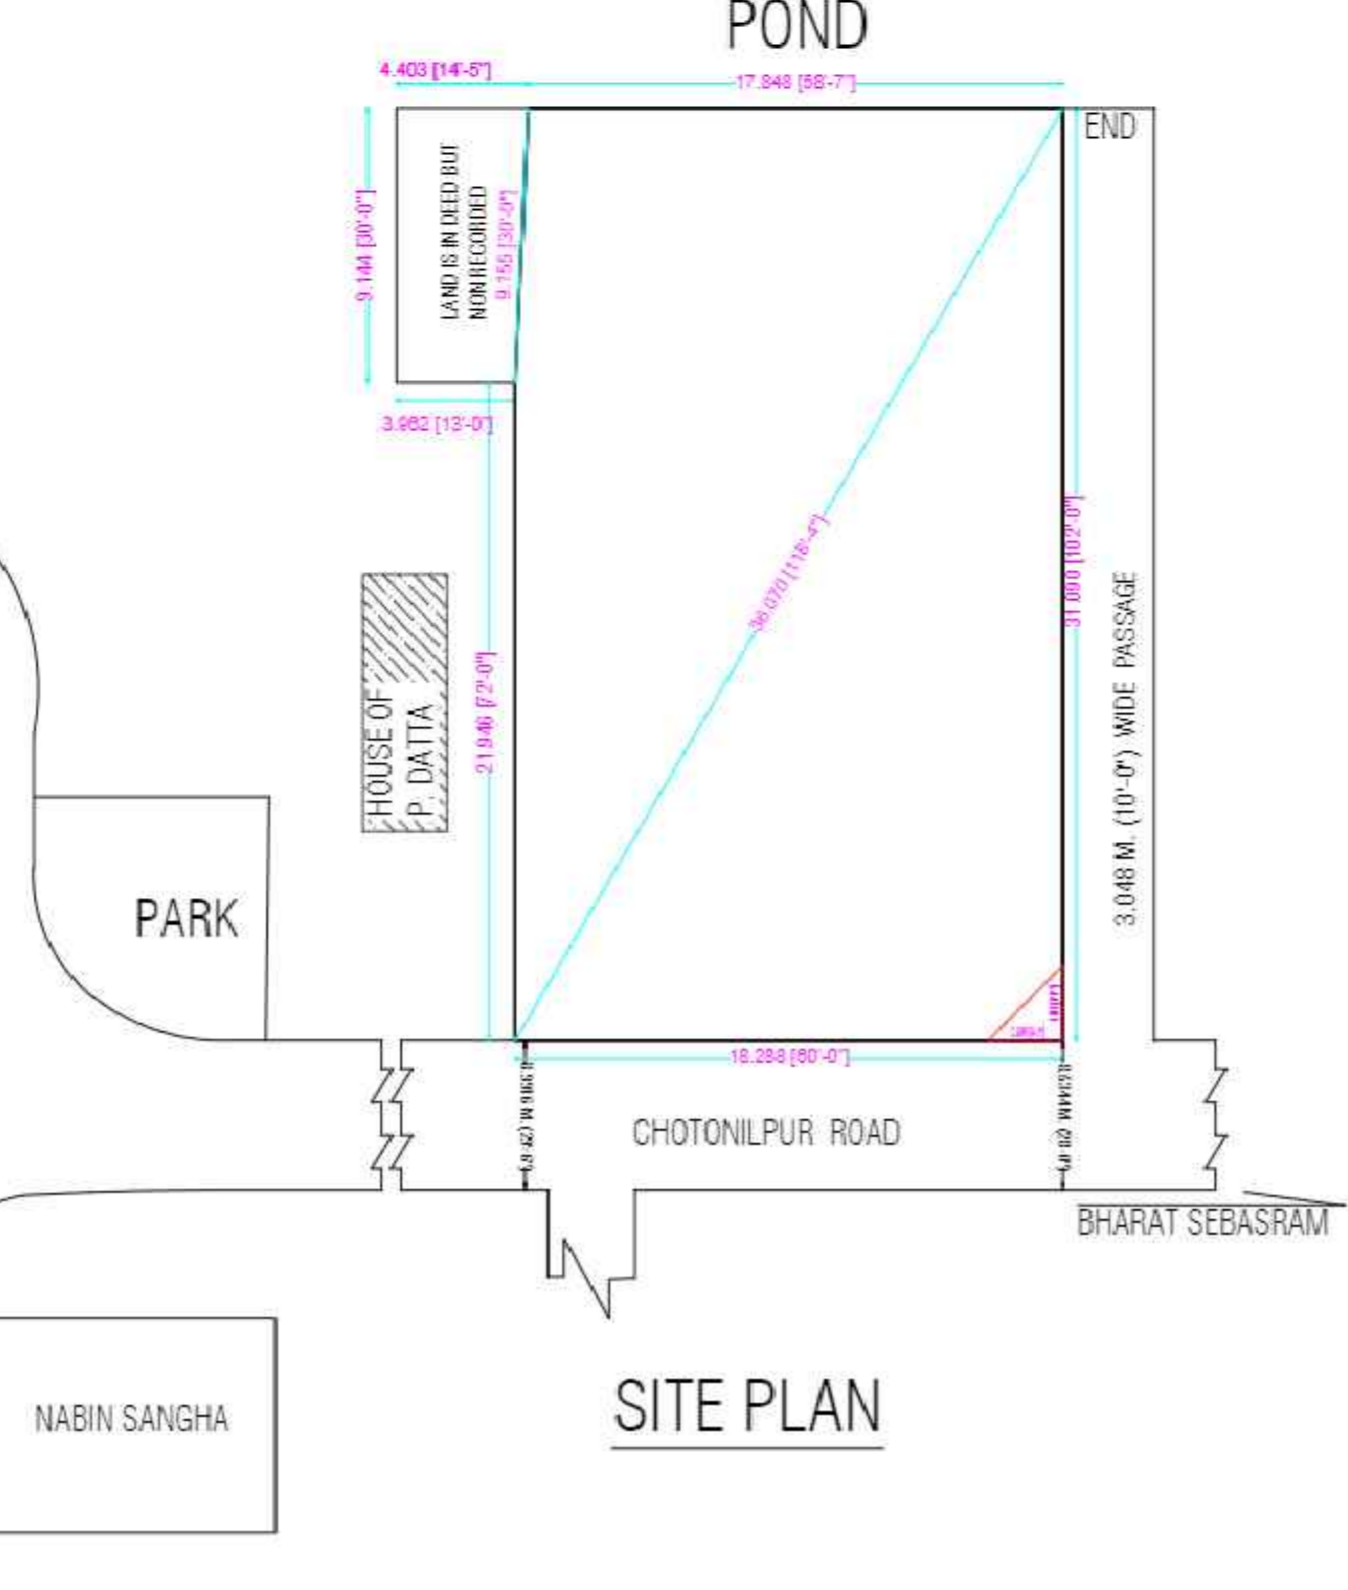 POND
4.403 [14'-5"]
17.848 [58'-7"]
END
LAND IS IN DEED BUT
NON RECORDED
9.144 [30'-0"]
9.155 [30'-0"]
3.962 [13'-0"]
36.070 [118'-4"]
31.090 [102'-0"]
3.048 M. (10'-0") WIDE PASSAGE
HOUSE OF
P. DATTA
21.946 [72'-0"]
PARK
18.288 [60'-0"]
CHOTONILPUR ROAD
BHARAT SEBASRAM
SITE PLAN
NABIN SANGHA